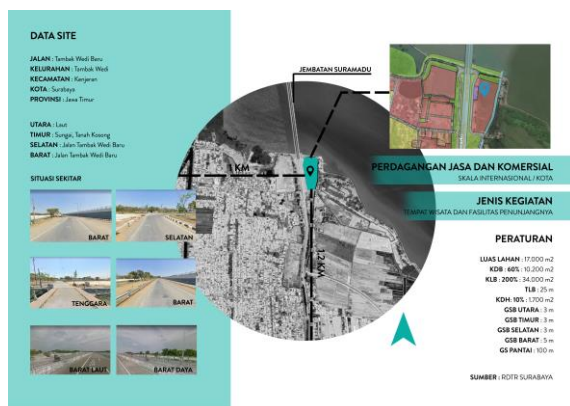 DATA SITE
JALAN : Tambak Wedi Baru
KELURAHAN : Tambak Wedi
KECAMATAN : Kenjeran
KOTA : Surabaya
PROVINSI : Jawa Timur
UTARA : Laut
TIMUR : Sungai, Tanah Kosong
SELATAN : Jalan Tambak Wedi Baru
BARAT : Jalan Tambak Wedi Baru
SITUASI SEKITAR
BARAT
SELATAN
TENGGARA
BARAT
BARAT LAUT
BARAT DAYA
JEMBATAN SURAMADU
1 KM
1.2 KM
PERDAGANGAN JASA DAN KOMERSIAL
SKALA INTERNASIONAL / KOTA
JENIS KEGIATAN
TEMPAT WISATA DAN FASILITAS PENUNJANGNYA
PERATURAN
LUAS LAHAN : 17.000 m2
KDB : 60% : 10,200 m2
KLB : 200% : 34,000 m2
TLB : 25 m
KDH: 10% : 1,700 m2
GSB UTARA : 3 m
GSB TIMUR : 3 m
GSB SELATAN : 3 m
GSB BARAT : 5 m
GS PANTAI : 100 m
SUMBER : RDTR SURABAYA